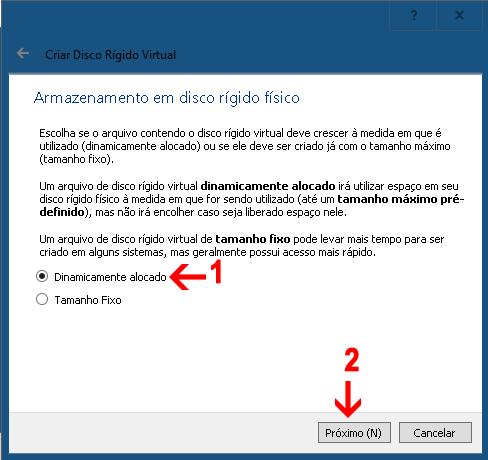 ?
Criar Disco Rígido Virtual
Armazenamento em disco rígido físico
Escolha se o arquivo contendo o disco rígido virtual deve crescer à medida em que é
utilizado (dinamicamente alocado) ou se ele deve ser criado já com o tamanho máximo
(tamanho fixo).
Um arquivo de disco rígido virtual dinamicamente alocado irá utilizar espaço em seu
disco rígido físico à medida em que for sendo utilizado (até um tamanho máximo pré-
definido), mas não irá encolher caso seja liberado espaço nele.
Um arquivo de disco rígido virtual de tamanho fixo pode levar mais tempo para ser
criado em alguns sistemas, mas geralmente possui acesso mais rápido.
Dinamicamente alocado 1
Tamanho Fixo
2
Próximo (N) Cancelar